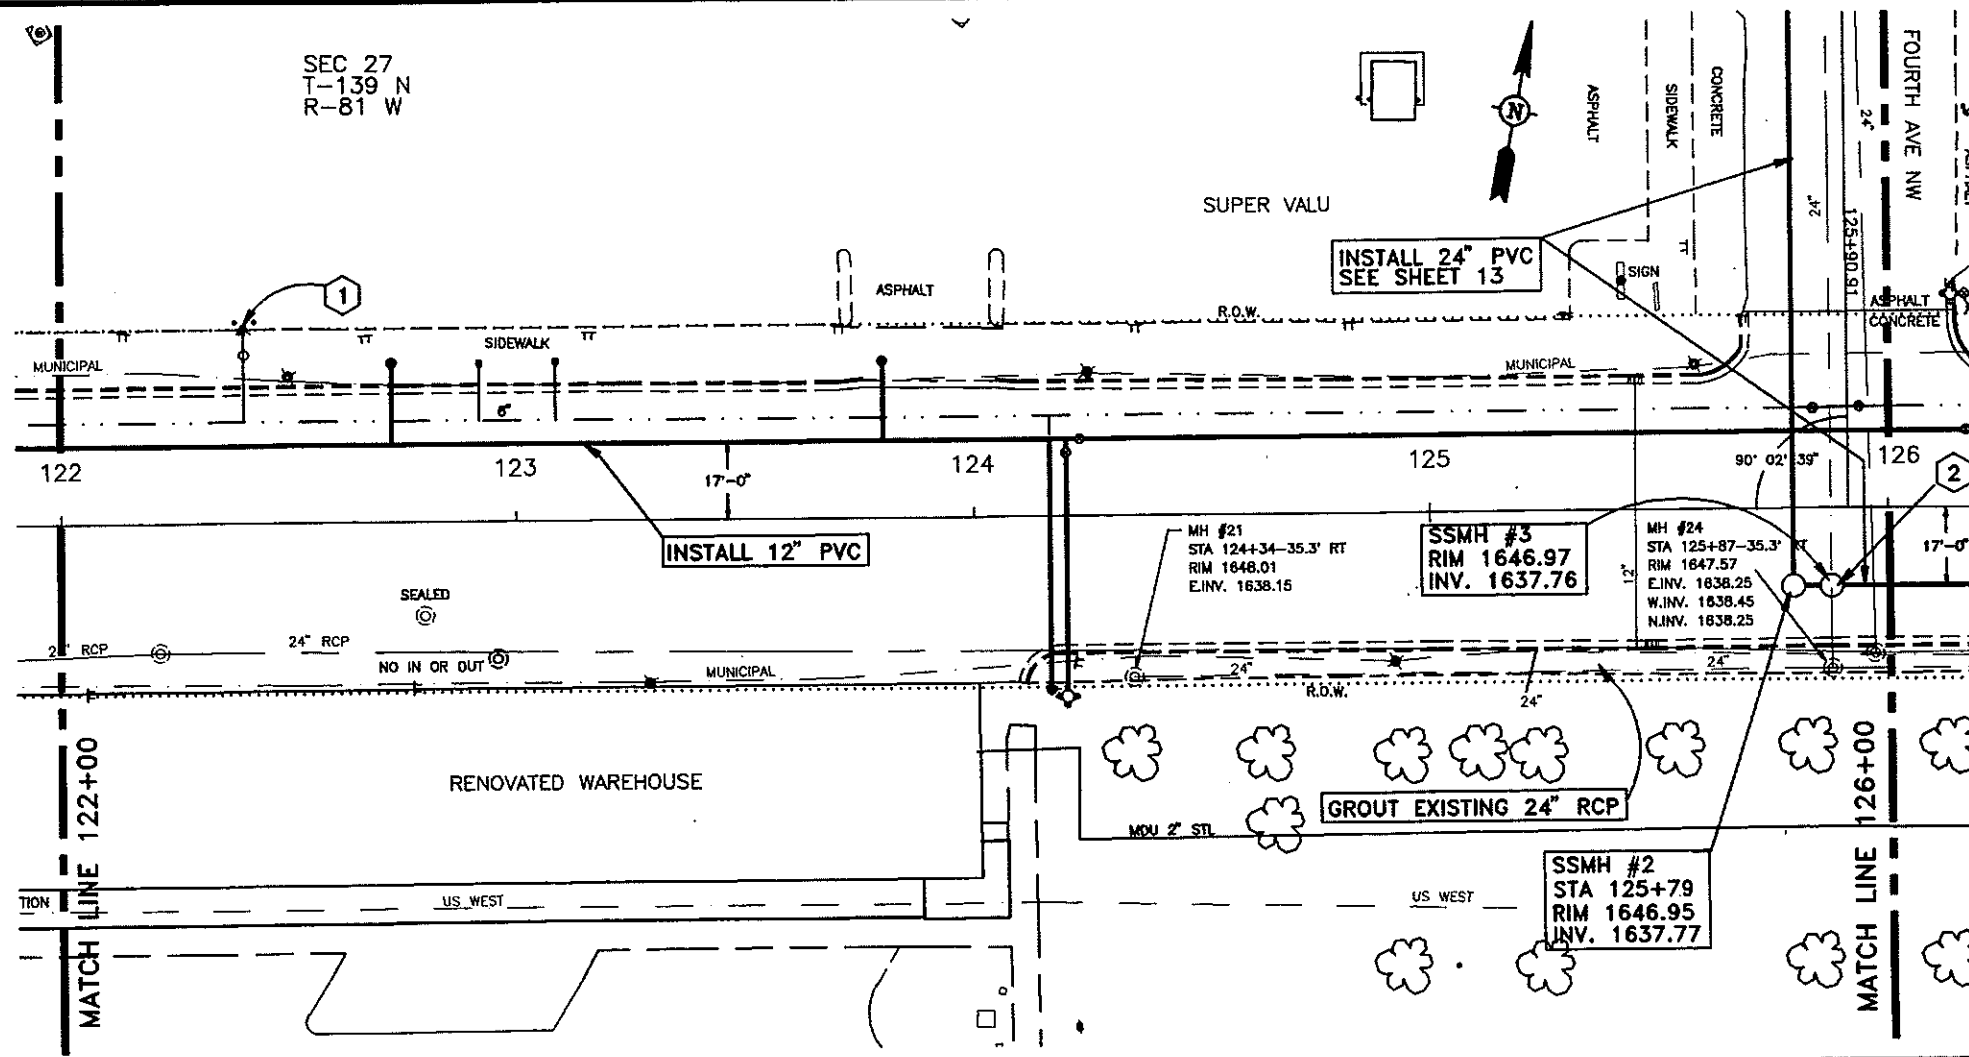 SEC 27
T-139 N
R-81 W
N
ASPHALT
SIDEWALK
CONCRETE
FOURTH AVE NW
24"
24"
125+90.91
SUPER VALU
INSTALL 24" PVC
SEE SHEET 13
SIGN
1
ASPHALT
R.O.W.
ASPHALT
CONCRETE
SIDEWALK
MUNICIPAL
MUNICIPAL
6"
122
123
124
125
126
17'-0"
90° 02' 39"
2
INSTALL 12" PVC
MH #21
STA 124+34-35.3' RT
RIM 1648.01
E.INV. 1638.15
SSMH #3
RIM 1646.97
INV. 1637.76
MH #24
STA 125+87-35.3' RT
RIM 1647.57
E.INV. 1638.25
W.INV. 1638.45
N.INV. 1638.25
12"
17'-0"
SEALED
RCP
24" RCP
NO IN OR OUT
MUNICIPAL
24"
24"
R.O.W.
24"
RENOVATED WAREHOUSE
MATCH LINE 122+00
MDU 2" STL
GROUT EXISTING 24" RCP
MATCH LINE 126+00
SSMH #2
STA 125+79
RIM 1646.95
INV. 1637.77
TION
US WEST
US WEST